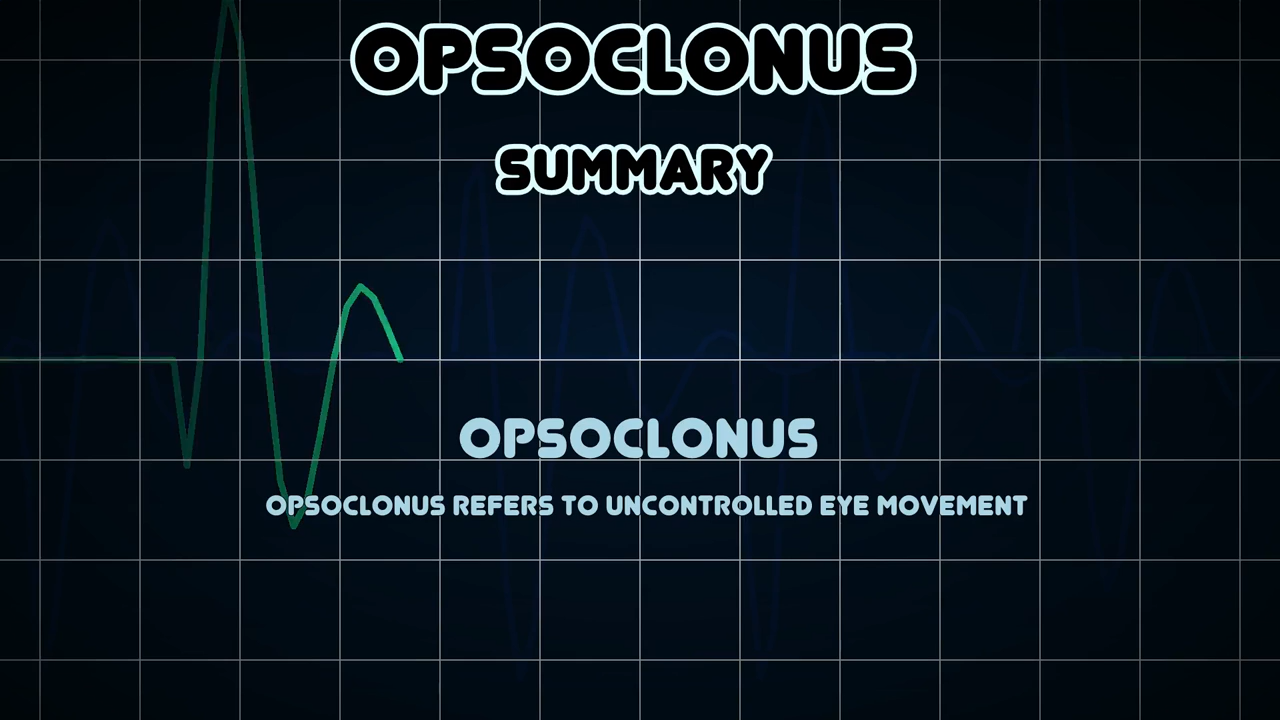 OPSOCLONUS
SUMMARY
OPSOCLONUS
OPSOCLONUS REFERS TO UNCONTROLLED EYE MOVEMENT